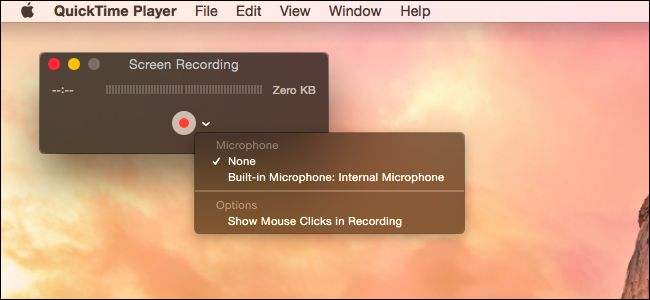 QuickTime Player File Edit View Window Help
Screen Recording
--:-- Zero KB
Microphone
✓ None
Built-in Microphone: Internal Microphone
Options
Show Mouse Clicks in Recording